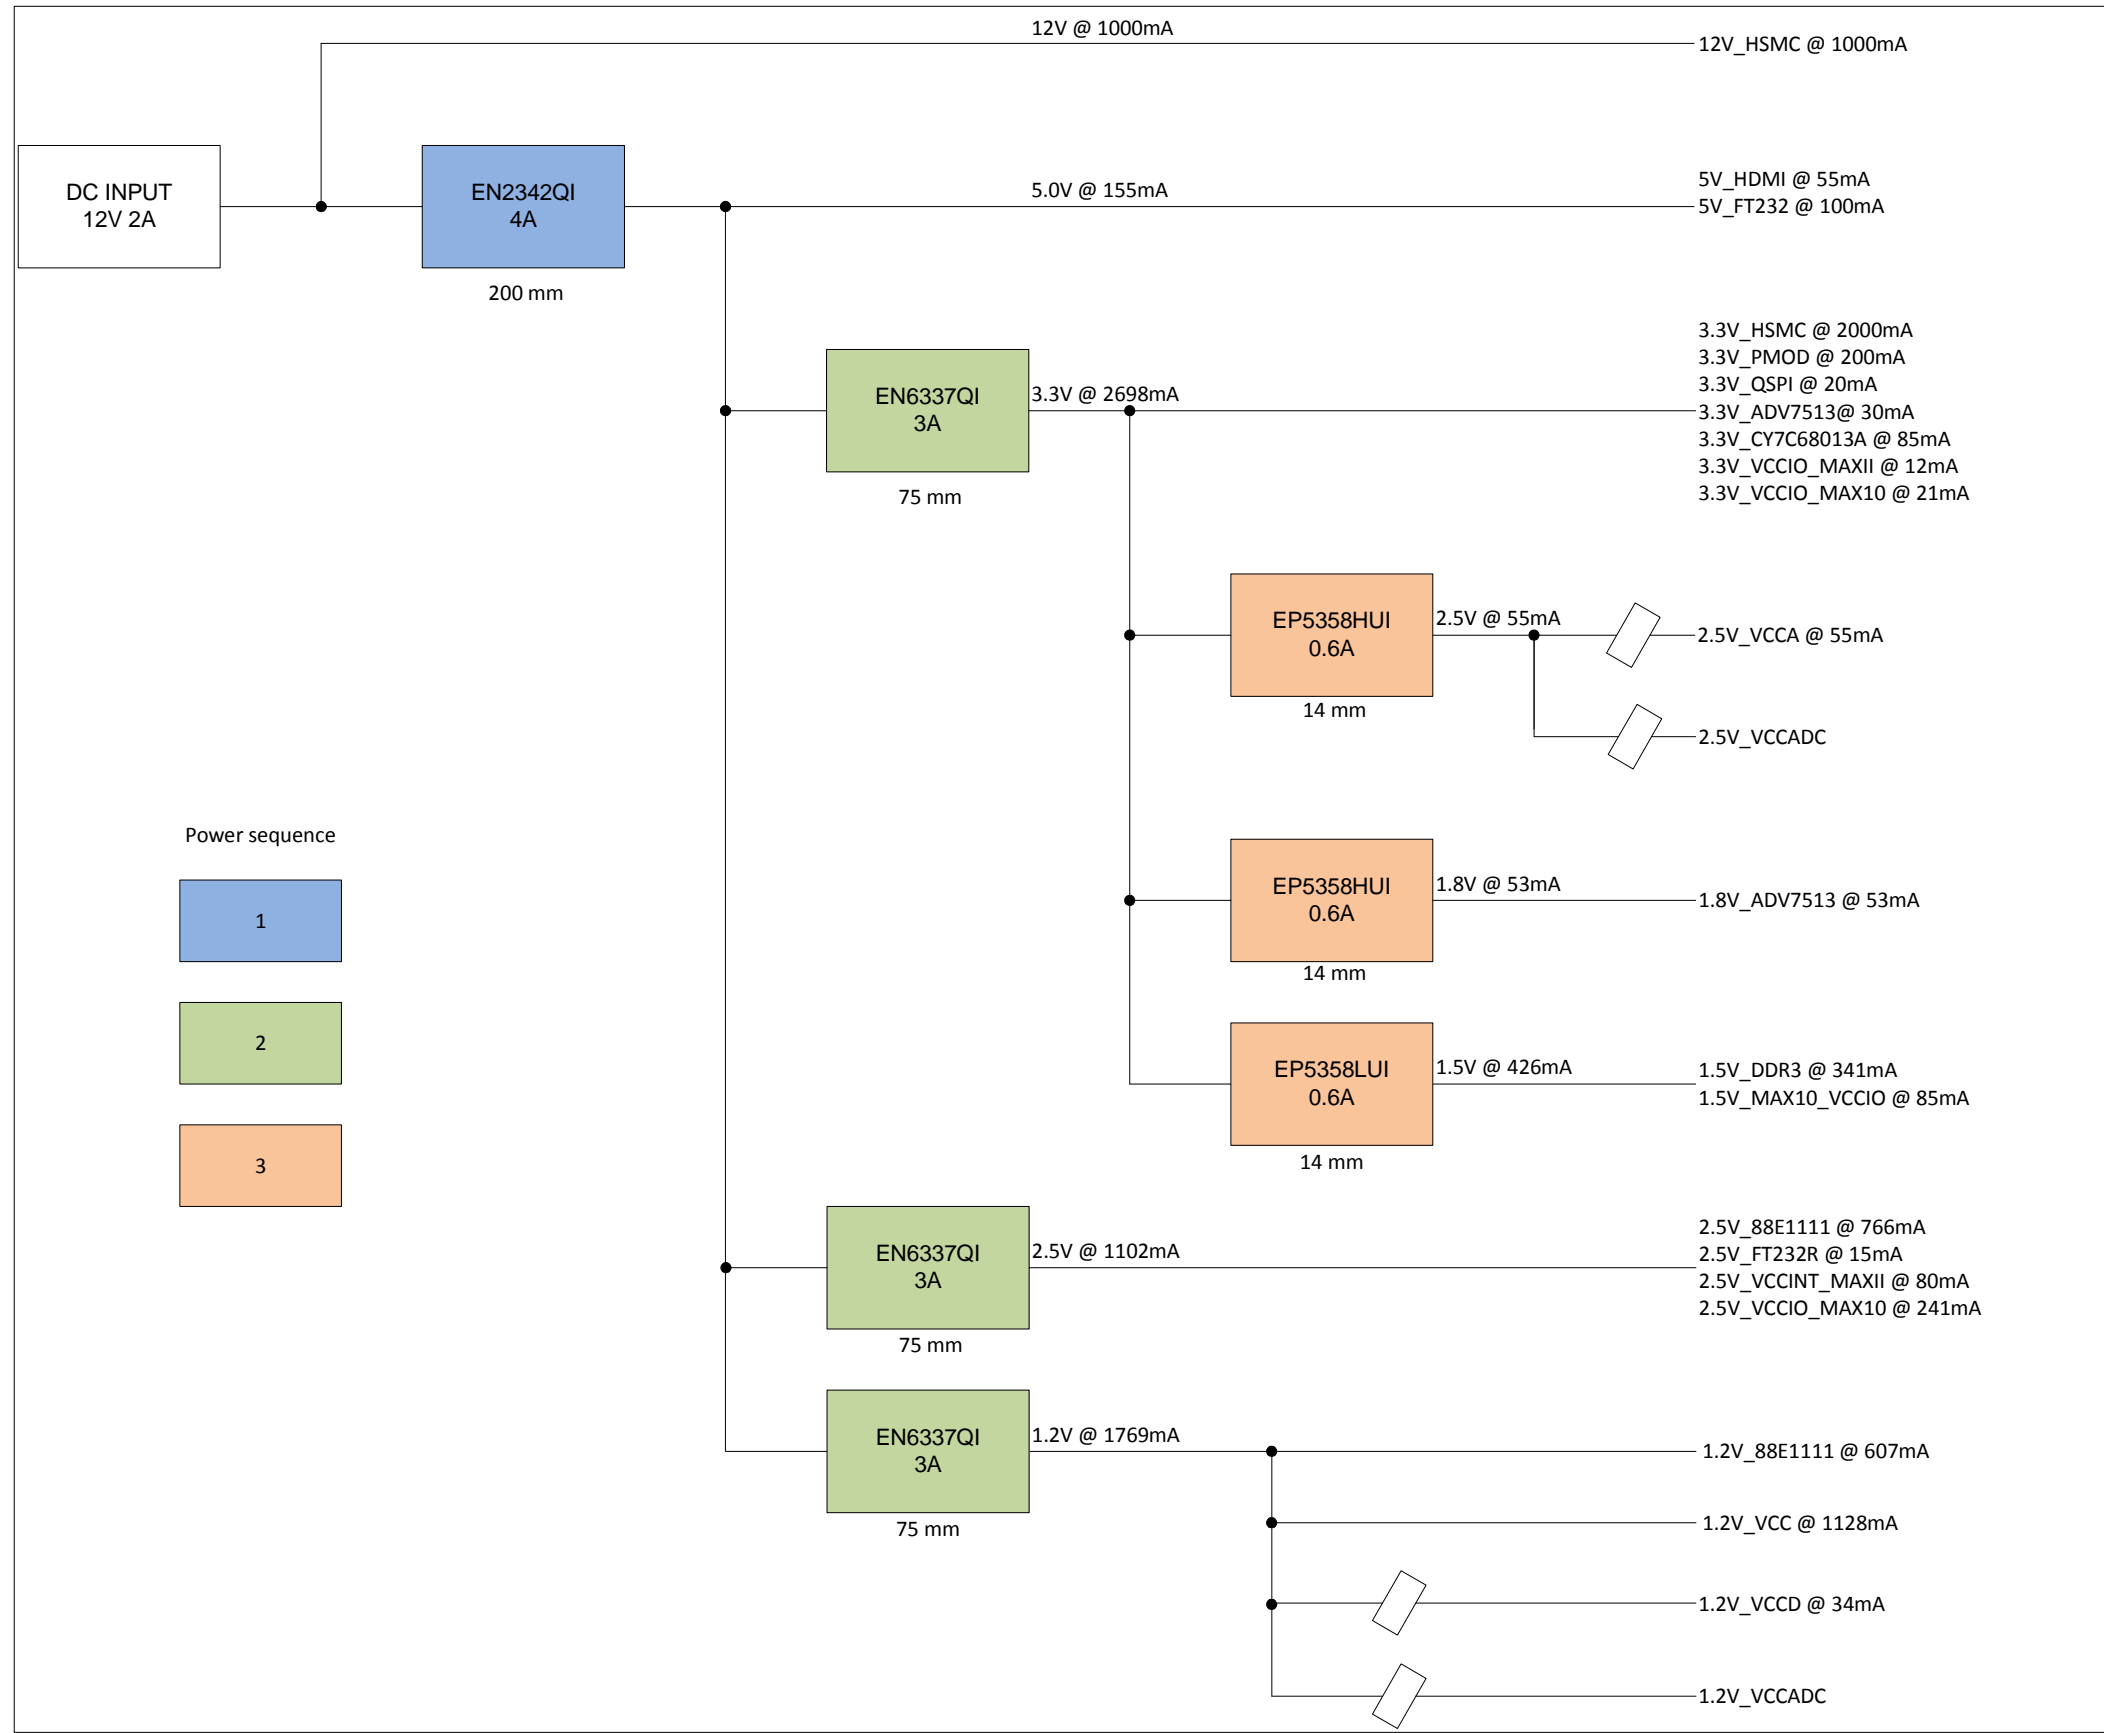 12V @ 1000mA
12V_HSMC @ 1000mA
DC INPUT
12V 2A
EN2342QI
4A
200 mm
5.0V @ 155mA
5V_HDMI @ 55mA
5V_FT232 @ 100mA
EN6337QI
3A
75 mm
3.3V @ 2698mA
3.3V_HSMC @ 2000mA
3.3V_PMOD @ 200mA
3.3V_QSPI @ 20mA
3.3V_ADV7513@ 30mA
3.3V_CY7C68013A @ 85mA
3.3V_VCCIO_MAXII @ 12mA
3.3V_VCCIO_MAX10 @ 21mA
EP5358HUI
0.6A
14 mm
2.5V @ 55mA
2.5V_VCCA @ 55mA
2.5V_VCCADC
Power sequence
1
2
3
EP5358HUI
0.6A
14 mm
1.8V @ 53mA
1.8V_ADV7513 @ 53mA
EP5358LUI
0.6A
14 mm
1.5V @ 426mA
1.5V_DDR3 @ 341mA
1.5V_MAX10_VCCIO @ 85mA
EN6337QI
3A
75 mm
2.5V @ 1102mA
2.5V_88E1111 @ 766mA
2.5V_FT232R @ 15mA
2.5V_VCCINT_MAXII @ 80mA
2.5V_VCCIO_MAX10 @ 241mA
EN6337QI
3A
75 mm
1.2V @ 1769mA
1.2V_88E1111 @ 607mA
1.2V_VCC @ 1128mA
1.2V_VCCD @ 34mA
1.2V_VCCADC